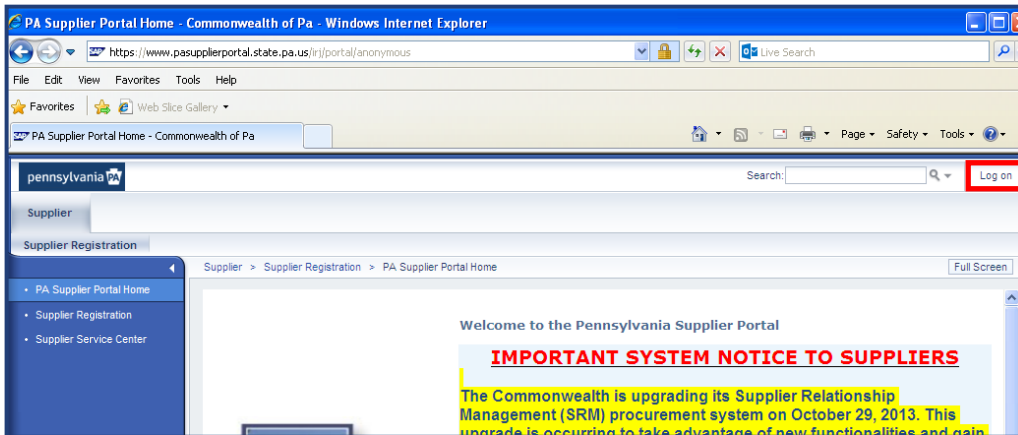 PA Supplier Portal Home - Commonwealth of Pa - Windows Internet Explorer
https://www.pasupplierportal.state.pa.us/irj/portal/anonymous
Live Search
File Edit View Favorites Tools Help
Favorites Web Slice Gallery
PA Supplier Portal Home - Commonwealth of Pa
Page Safety Tools
pennsylvania PA
Search:
Log on
Supplier
Supplier Registration
Supplier > Supplier Registration > PA Supplier Portal Home
Full Screen
• PA Supplier Portal Home
• Supplier Registration
• Supplier Service Center
Welcome to the Pennsylvania Supplier Portal
IMPORTANT SYSTEM NOTICE TO SUPPLIERS
The Commonwealth is upgrading its Supplier Relationship
Management (SRM) procurement system on October 29, 2013. This
upgrade is occurring to take advantage of new functionalities and gain